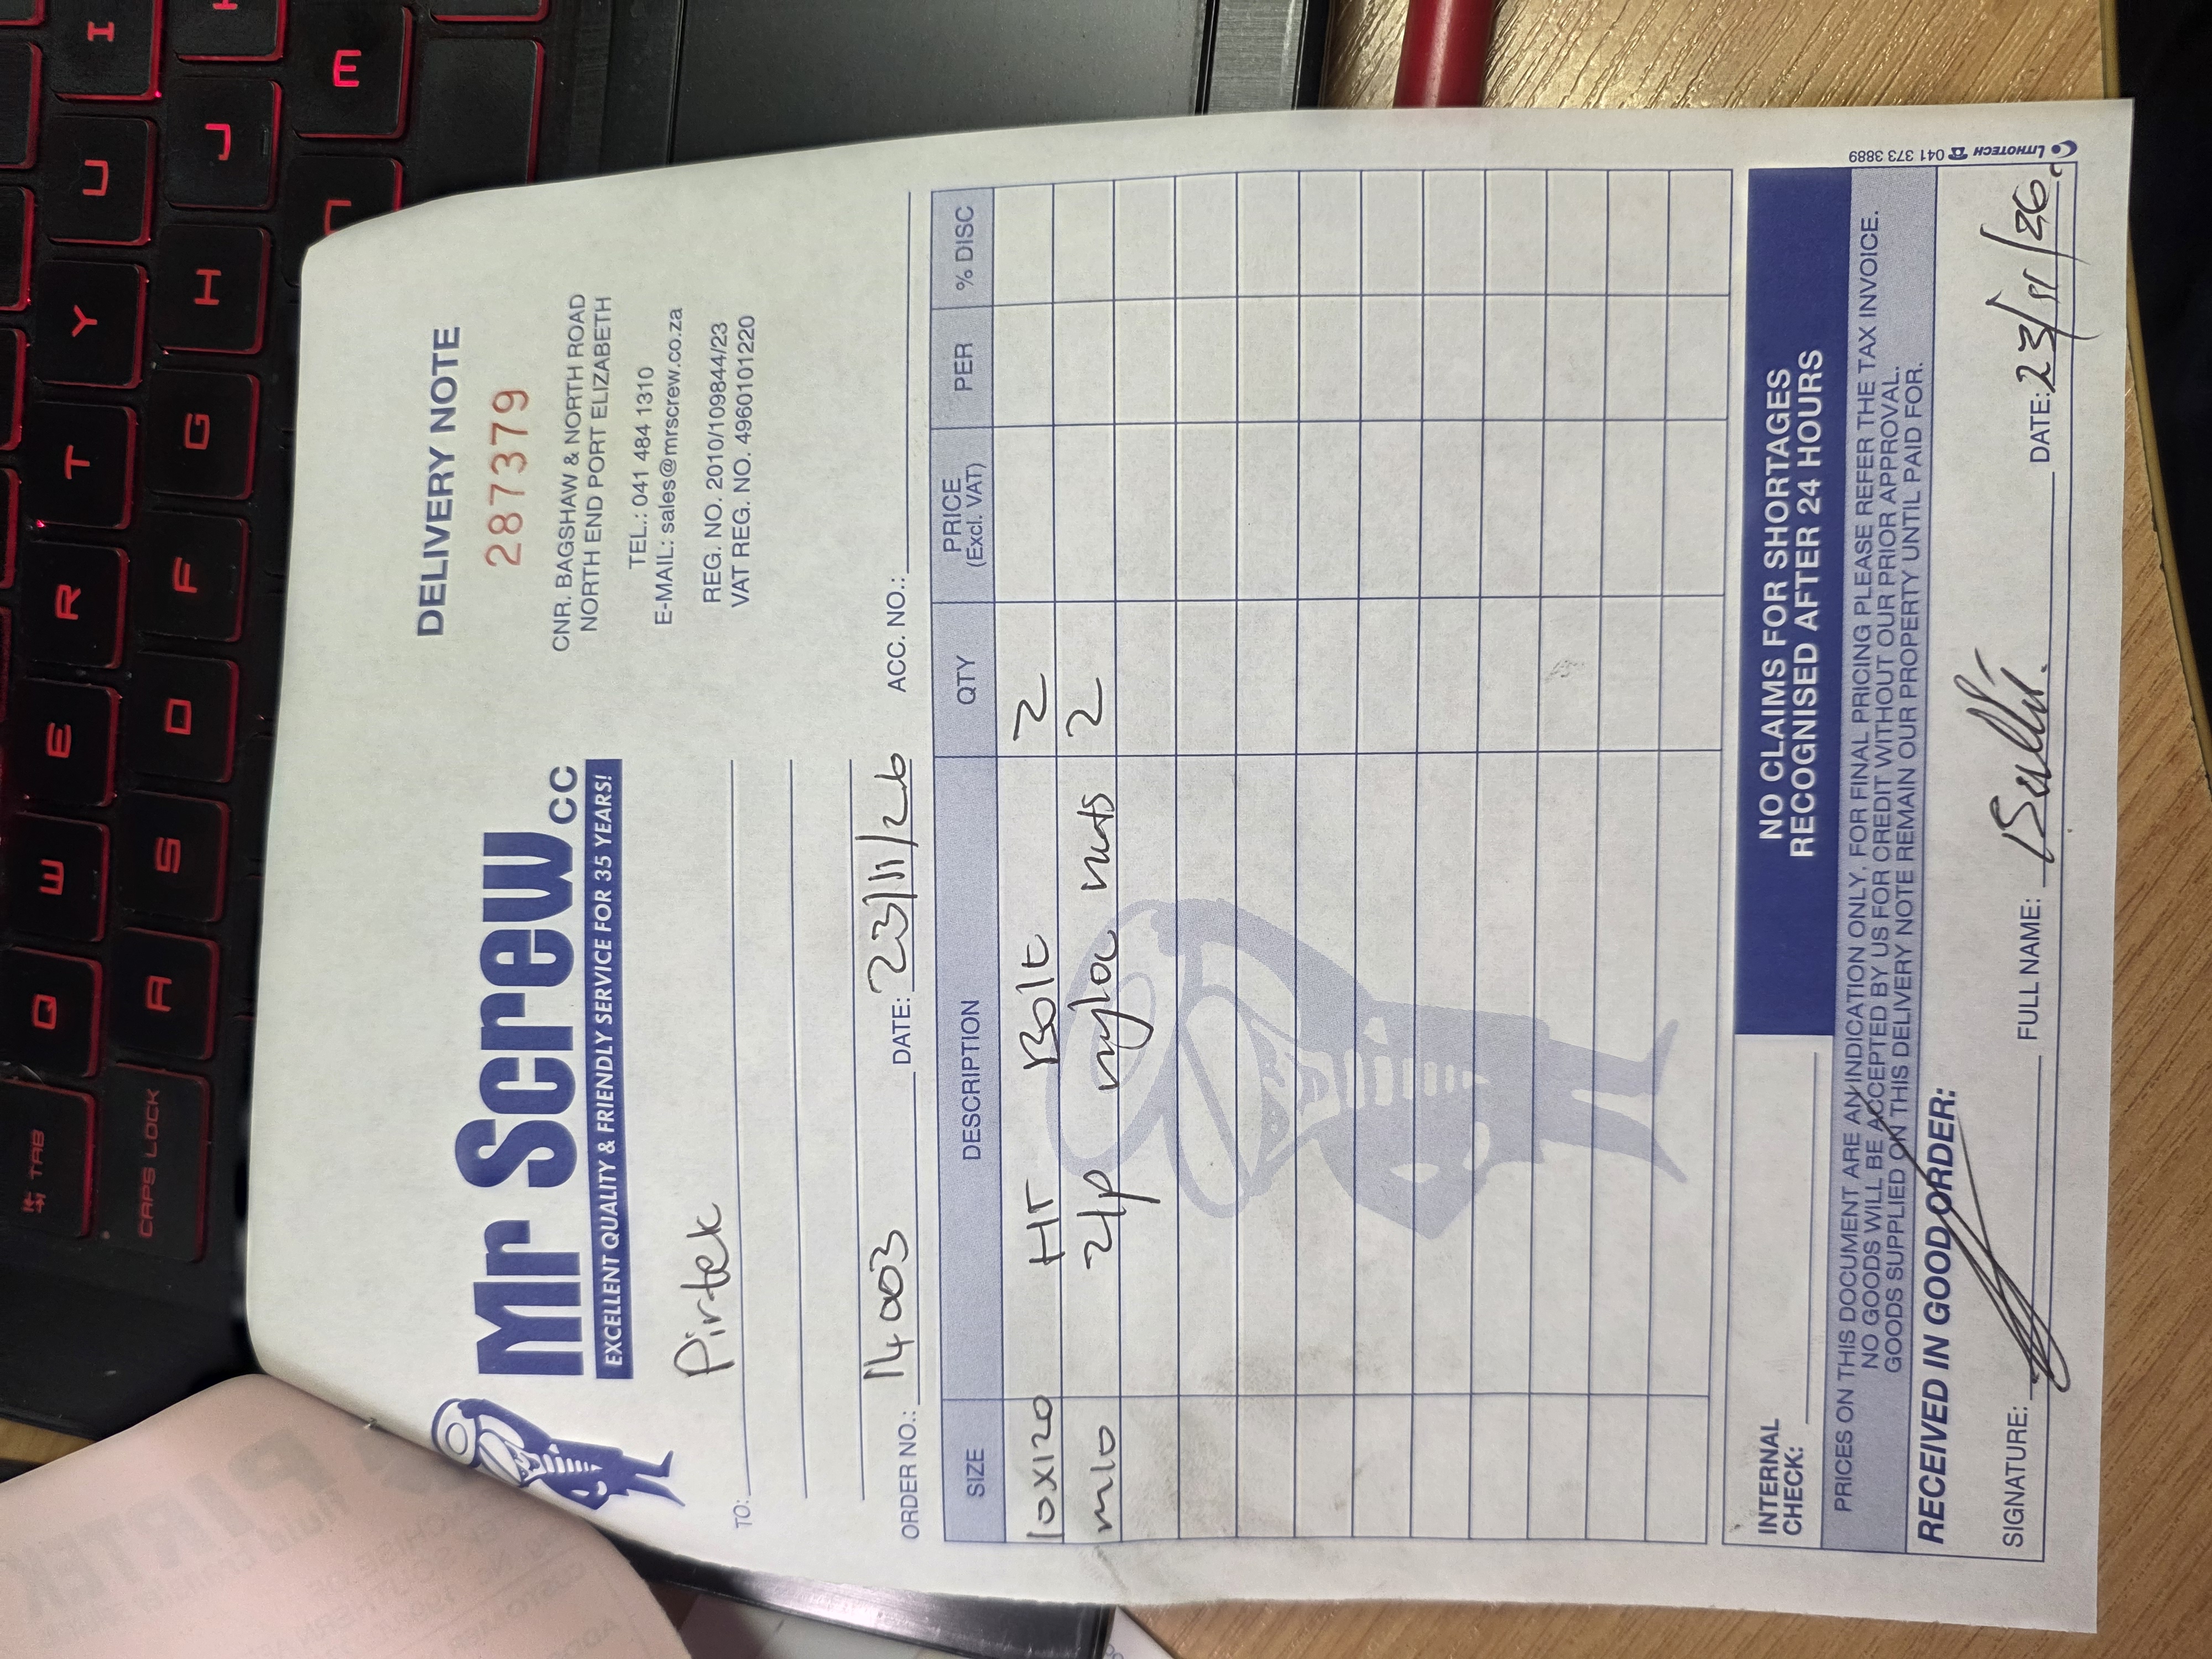 TAB Q W E R T Y U I
CAPS LOCK A S D F G H J
M
DELIVERY NOTE
287379
Mr Screw CC
EXCELLENT QUALITY & FRIENDLY SERVICE FOR 35 YEARS!
CNR. BAGSHAW & NORTH ROAD
NORTH END PORT ELIZABETH
TEL.: 041 484 1310
E-MAIL: sales@mrscrew.co.za
REG. NO. 2010/109844/23
VAT REG. NO. 4960101220
TO: Pirtek
ORDER NO.: 14003 DATE: 23/11/26 ACC. NO.:
SIZE DESCRIPTION QTY PRICE (Excl. VAT) PER % DISC
10X120 HT Bolt 2
m10 z/p nyloc nuts 2
INTERNAL
CHECK:
NO CLAIMS FOR SHORTAGES
RECOGNISED AFTER 24 HOURS
PRICES ON THIS DOCUMENT ARE AN INDICATION ONLY. FOR FINAL PRICING PLEASE REFER THE TAX INVOICE.
NO GOODS WILL BE ACCEPTED BY US FOR CREDIT WITHOUT OUR PRIOR APPROVAL.
GOODS SUPPLIED ON THIS DELIVERY NOTE REMAIN OUR PROPERTY UNTIL PAID FOR.
RECEIVED IN GOOD ORDER:
SIGNATURE: FULL NAME: DATE: 23/11/26
LITHOTECH ☎ 041 373 3889